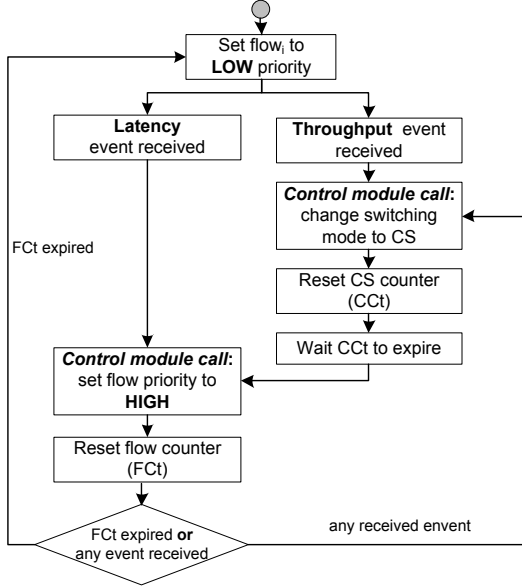 Set flowᵢ to
LOW priority
Latency
event received
Throughput event
received
Control module call:
change switching
mode to CS
FCt expired
Reset CS counter
(CCt)
Wait CCt to expire
Control module call:
set flow priority to
HIGH
Reset flow counter
(FCt)
FCt expired or
any event received
any received envent